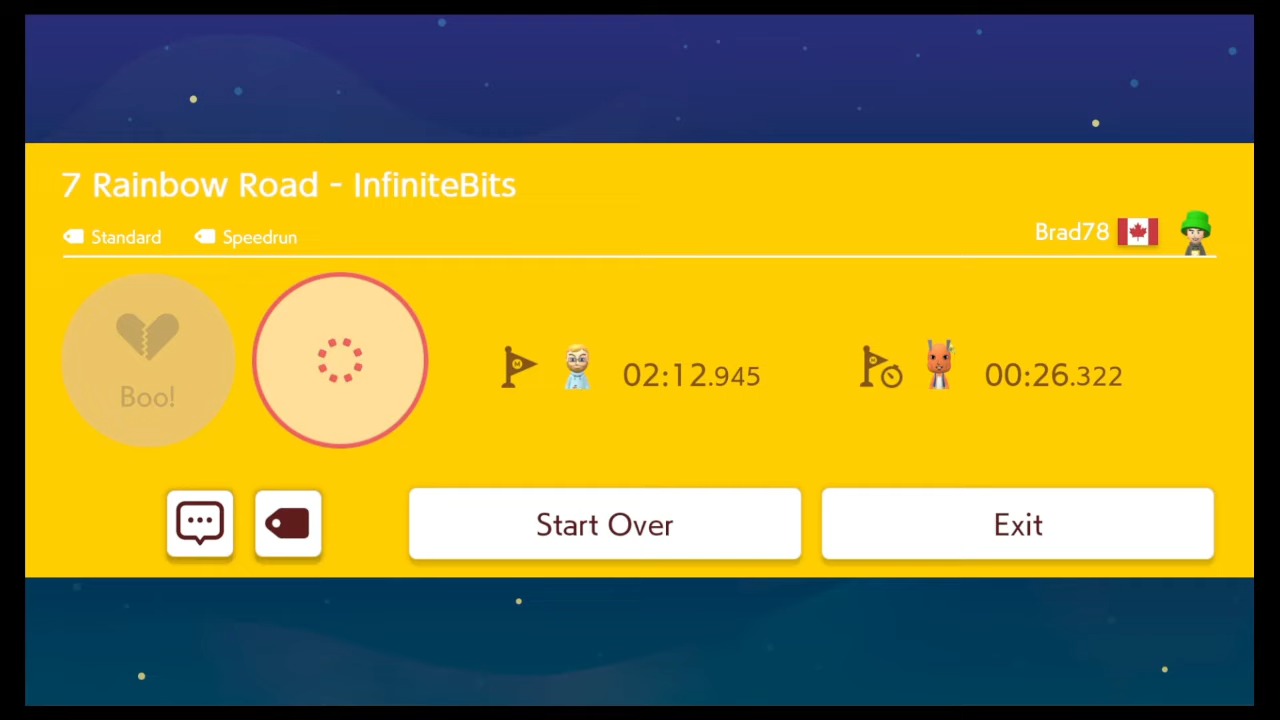 7 Rainbow Road - InfiniteBits
Standard Speedrun
Brad78
Boo!
02:12.945
00:26.322
Start Over
Exit